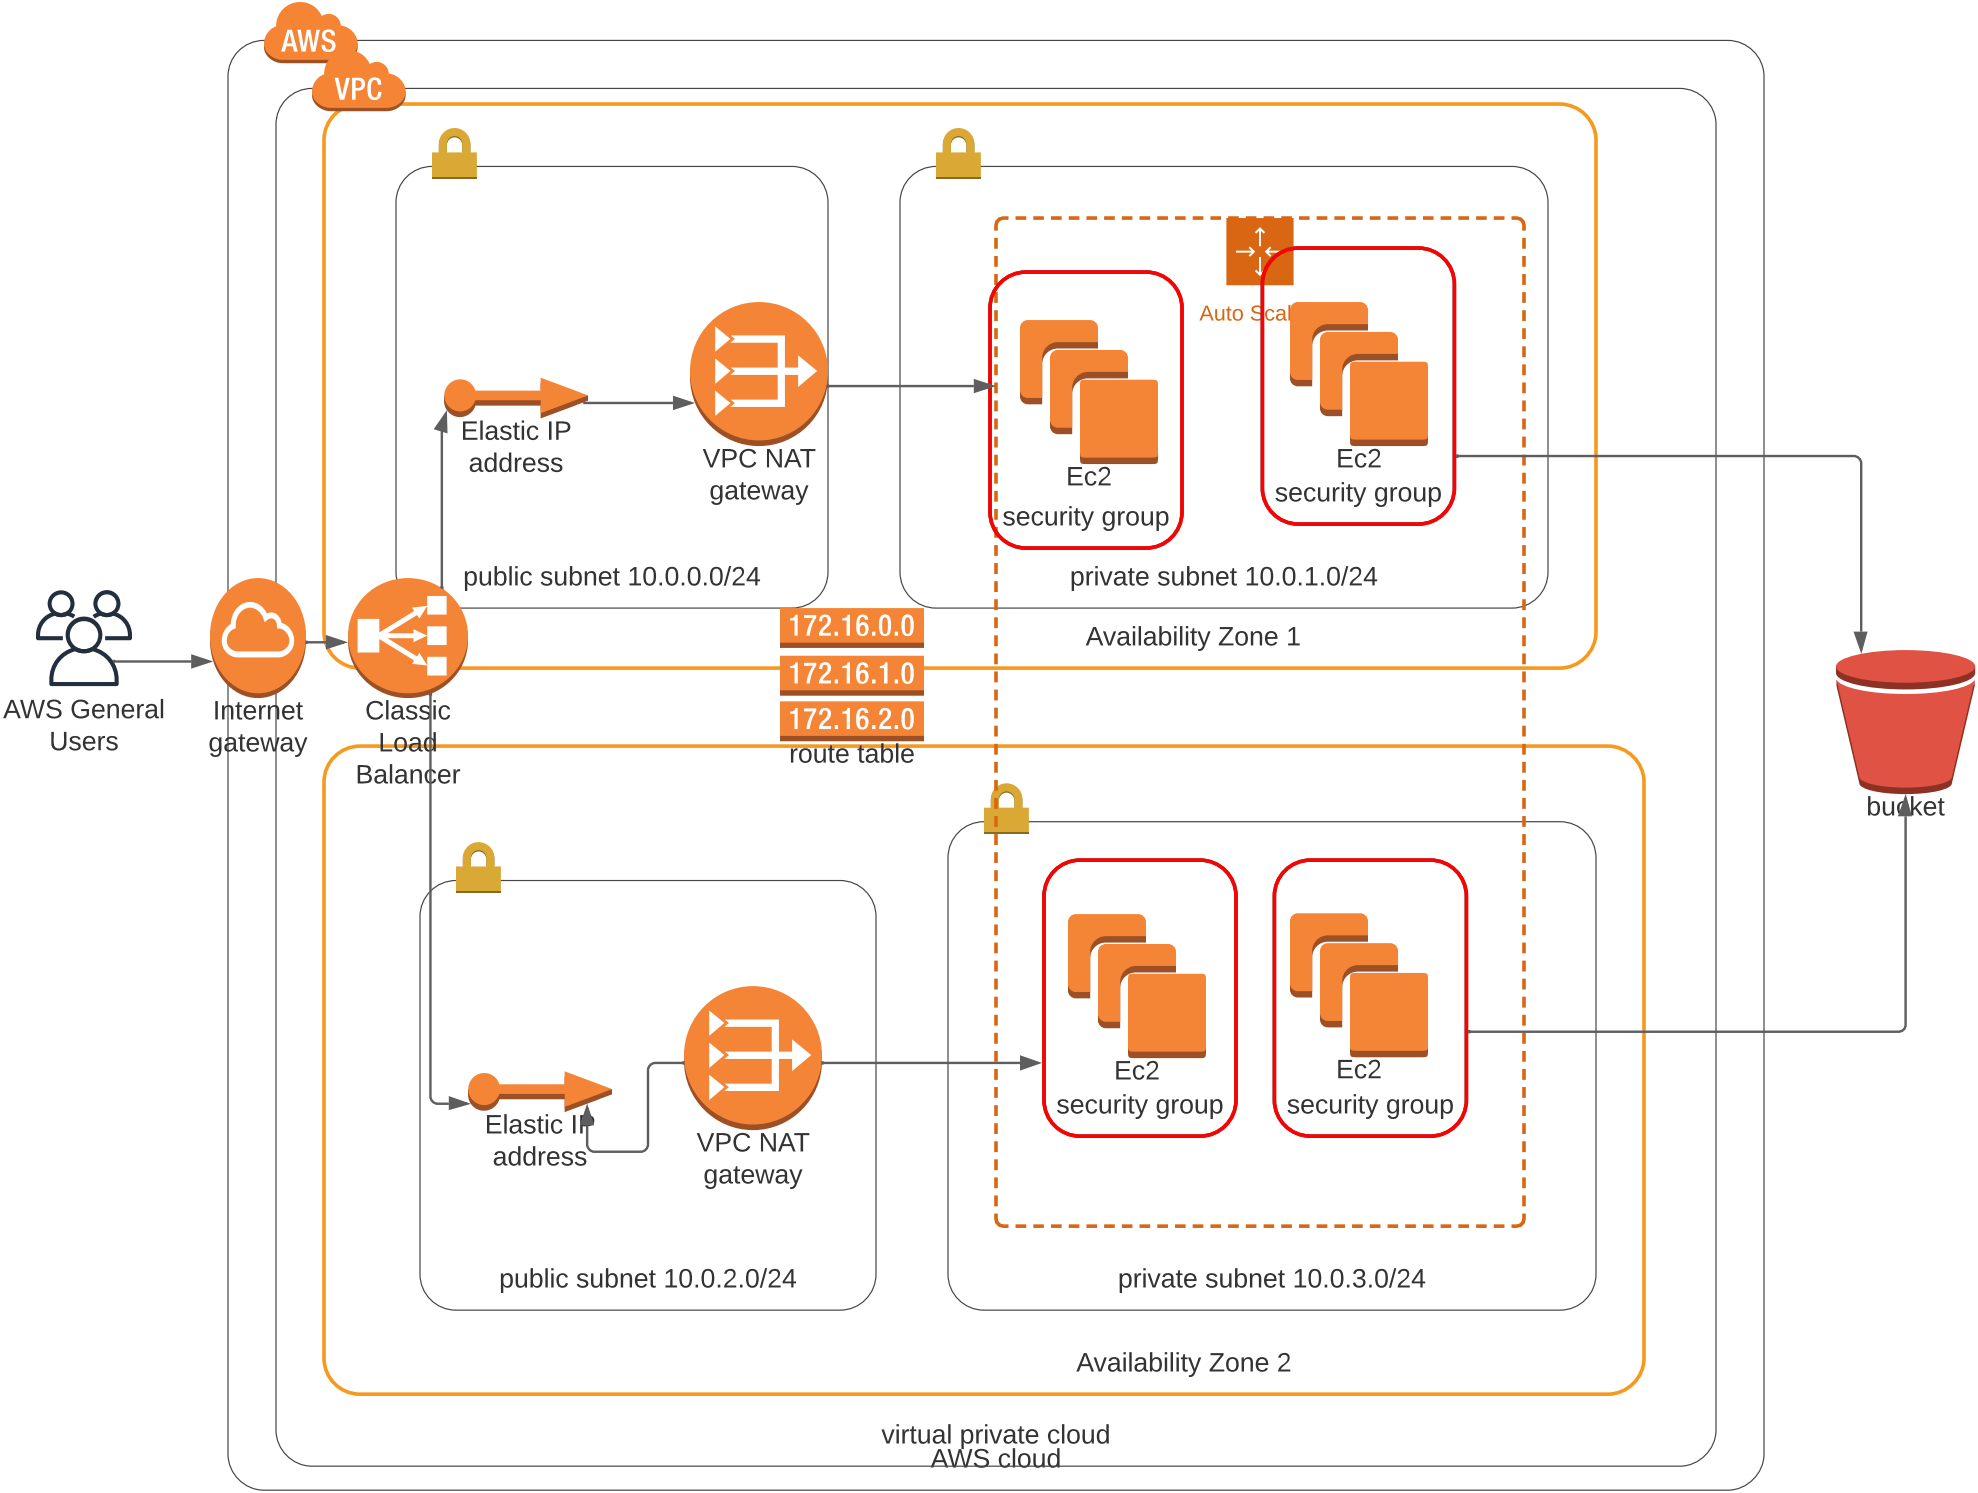 AWS
VPC
Auto Scal
Elastic IP
address
VPC NAT
gateway
Ec2
security group
Ec2
security group
public subnet 10.0.0.0/24
private subnet 10.0.1.0/24
Availability Zone 1
172.16.0.0
172.16.1.0
172.16.2.0
route table
AWS General
Users
Internet
gateway
Classic
Load
Balancer
bucket
Elastic IP
address
VPC NAT
gateway
Ec2
security group
Ec2
security group
public subnet 10.0.2.0/24
private subnet 10.0.3.0/24
Availability Zone 2
virtual private cloud
AWS cloud